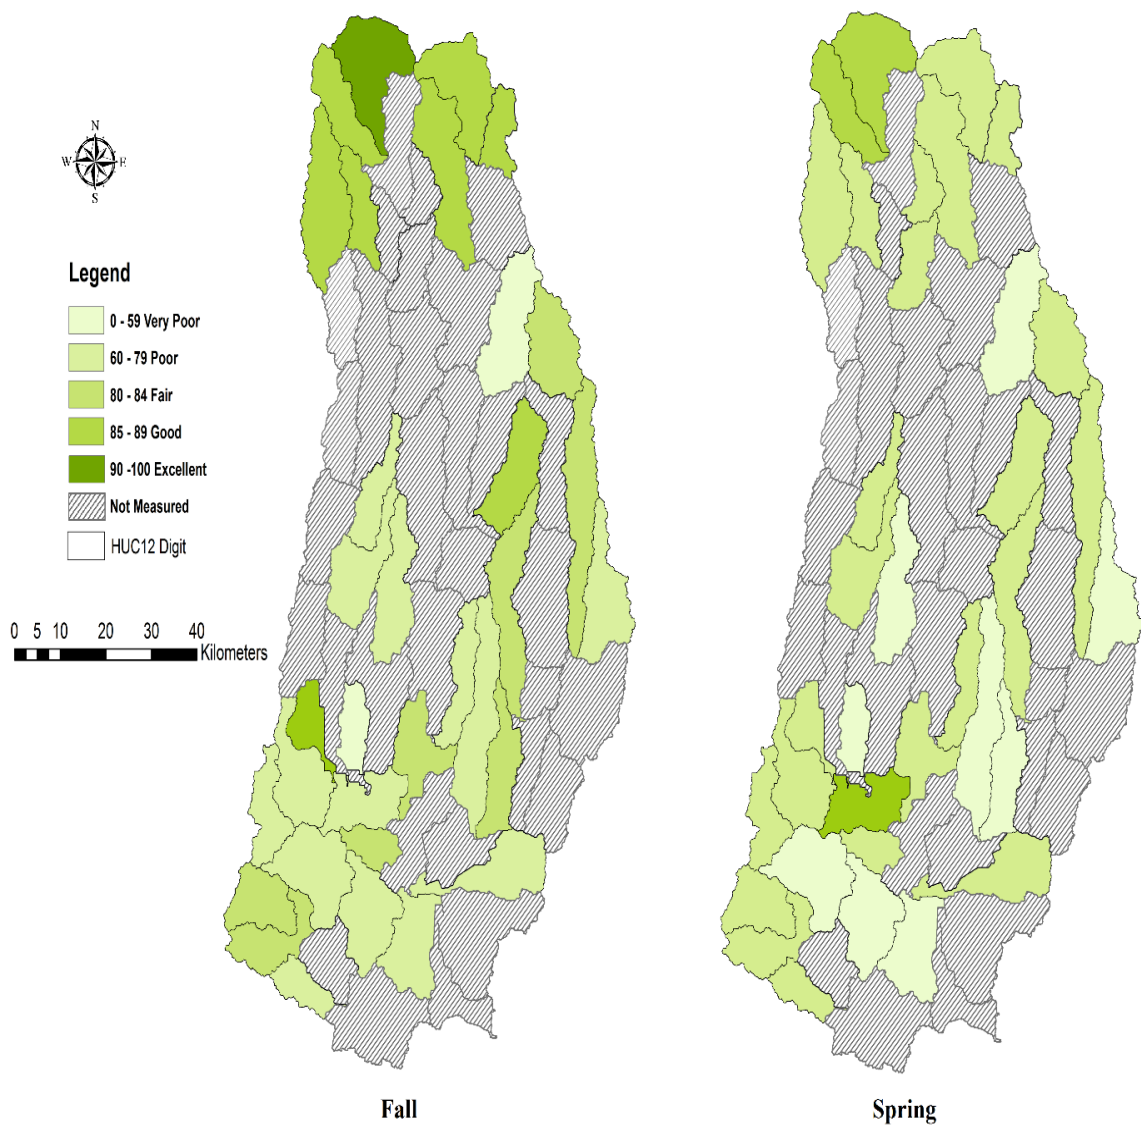 N
W E
S
Legend
0 - 59 Very Poor
60 - 79 Poor
80 - 84 Fair
85 - 89 Good
90 -100 Excellent
Not Measured
HUC12 Digit
0 5 10 20 30 40
Kilometers
Fall
Spring